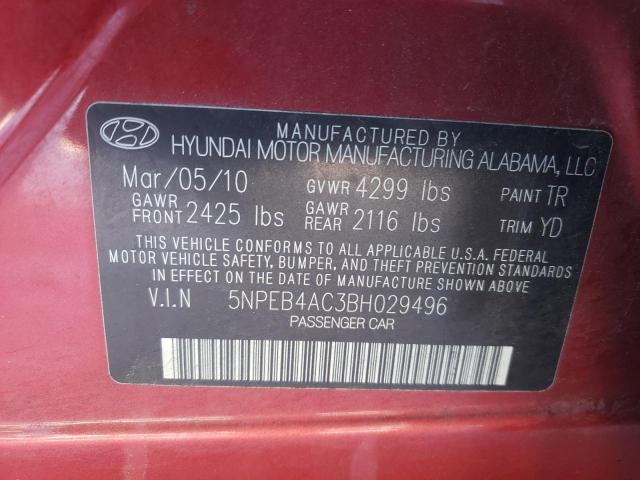 MANUFACTURED BY
HYUNDAI MOTOR MANUFACTURING ALABAMA, LLC
Mar/05/10 GVWR 4299 lbs PAINT TR
GAWR FRONT 2425 lbs GAWR REAR 2116 lbs TRIM YD
THIS VEHICLE CONFORMS TO ALL APPLICABLE U.S.A. FEDERAL
MOTOR VEHICLE SAFETY, BUMPER, AND THEFT PREVENTION STANDARDS
IN EFFECT ON THE DATE OF MANUFACTURE SHOWN ABOVE.
V.I.N 5NPEB4AC3BH029496
PASSENGER CAR